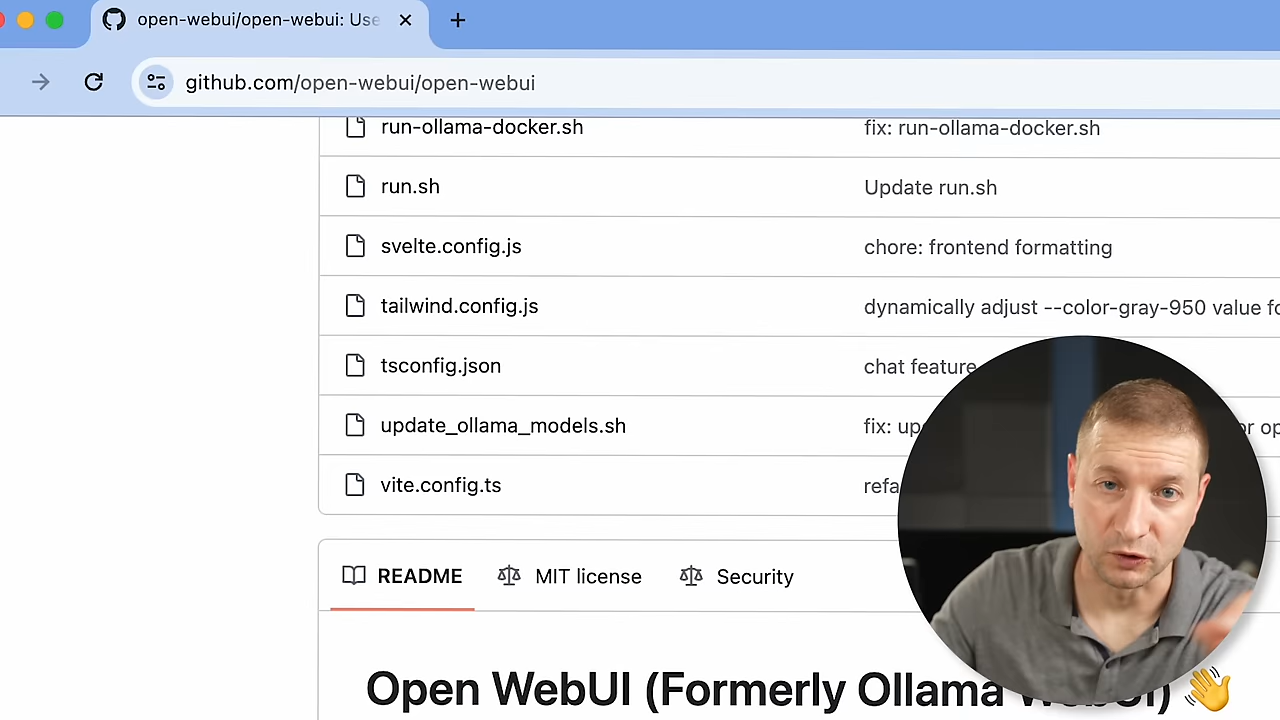 open-webui/open-webui: Use
github.com/open-webui/open-webui
run-ollama-docker.sh fix: run-ollama-docker.sh
run.sh Update run.sh
svelte.config.js chore: frontend formatting
tailwind.config.js dynamically adjust --color-gray-950 value fo
tsconfig.json chat feature
update_ollama_models.sh fix: up or op
vite.config.ts refa
README MIT license Security
Open WebUI (Formerly Ollama WebUI) 👋